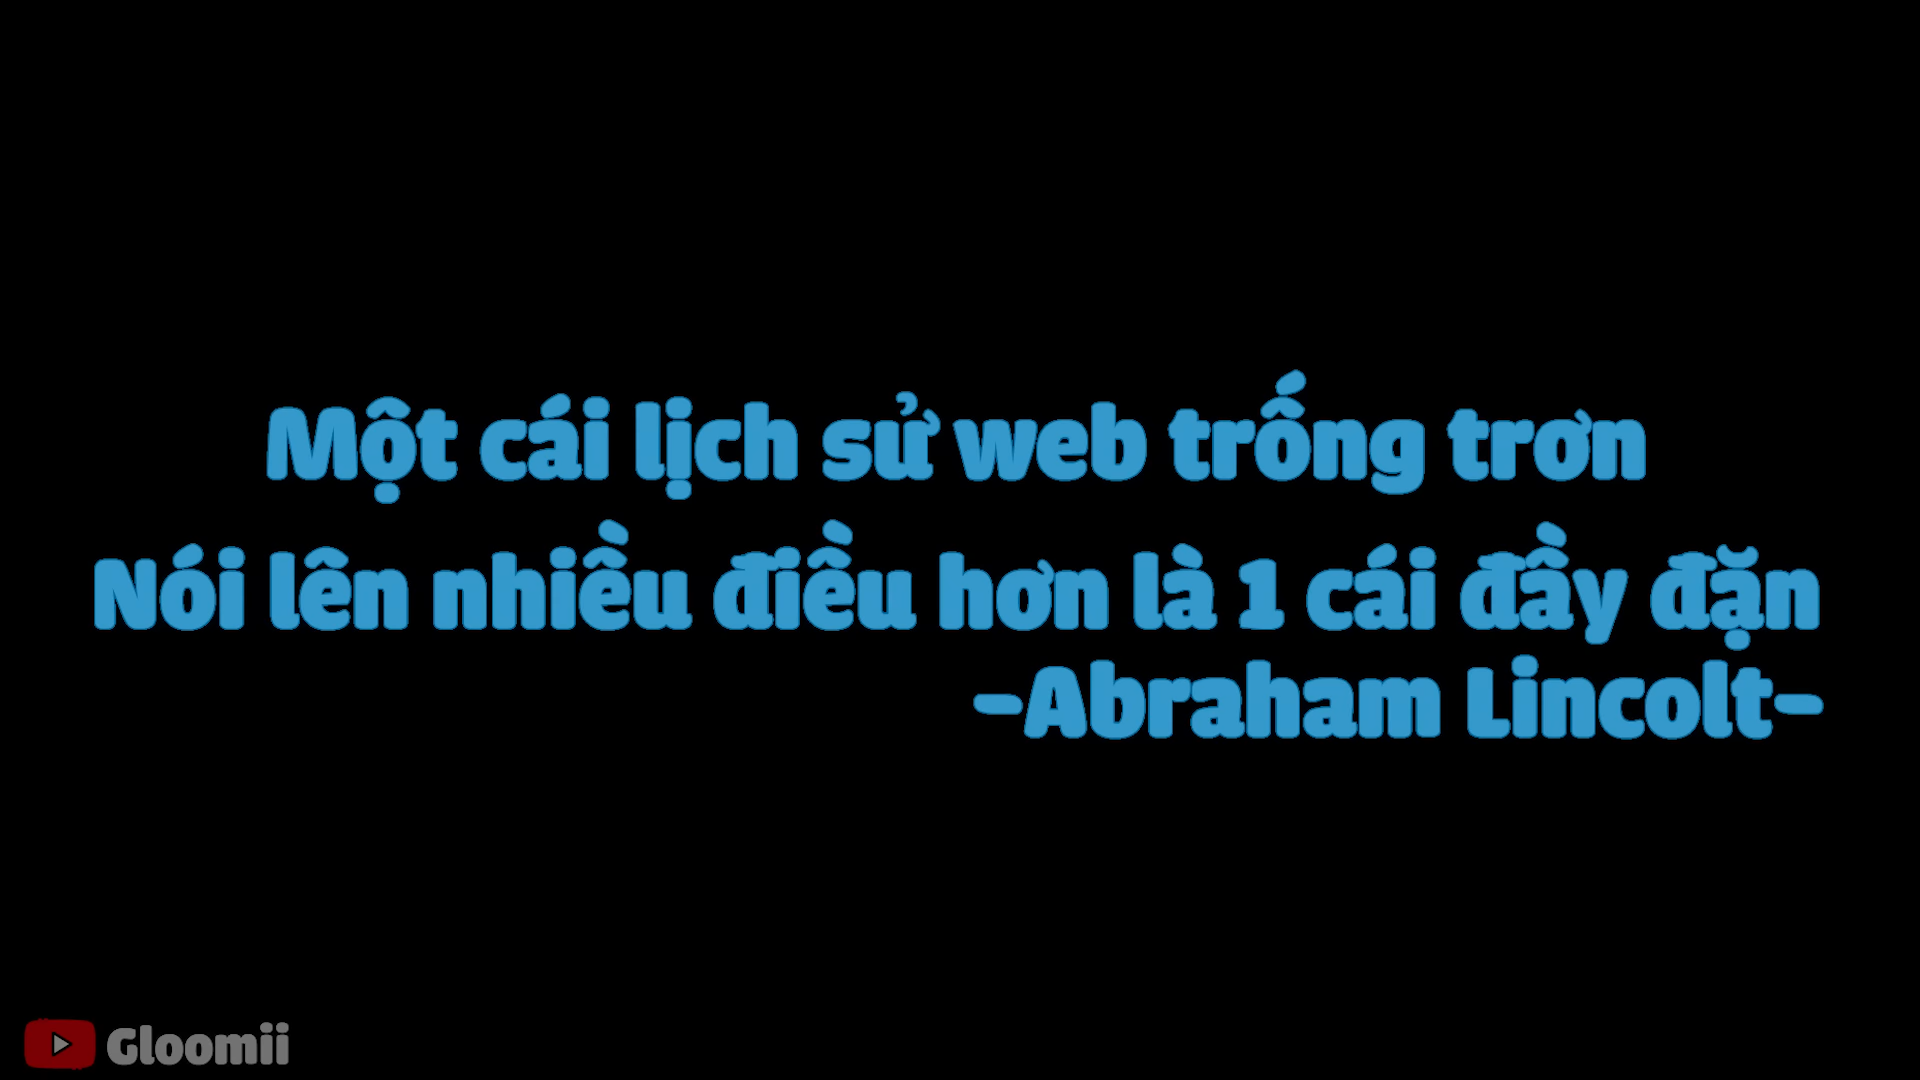 Một cái lịch sử web trống trơn
Nói lên nhiều điều hơn là 1 cái đầy đặn
-Abraham Lincolt-
Gloomii